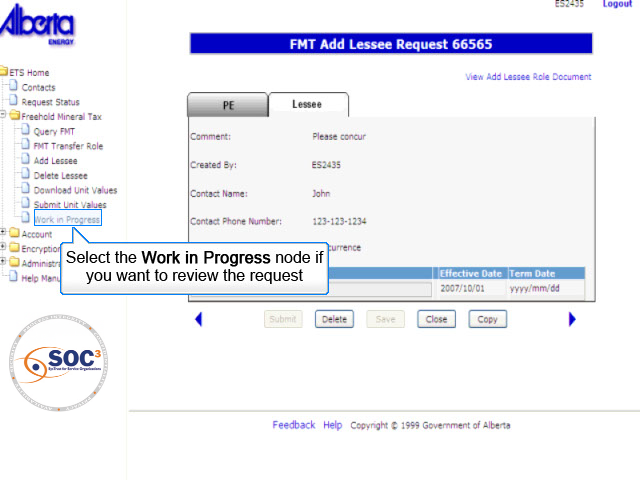 ES2435 Logout
Alberta
ENERGY
FMT Add Lessee Request 66565
View Add Lessee Role Document
ETS Home
Contacts
Request Status
Freehold Mineral Tax
Query FMT
FMT Transfer Role
Add Lessee
Delete Lessee
Download Unit Values
Submit Unit Values
Work in Progress
Account
Encryption
Administra
Help Manu
PE Lessee
Comment: Please concur
Created By: ES2435
Contact Name: John
Contact Phone Number: 123-123-1234
currence
Select the Work in Progress node if
you want to review the request
Effective Date Term Date
2007/10/01 yyyy/mm/dd
Submit Delete Save Close Copy
SOC3
SysTrust for Service Organizations
Feedback Help Copyright © 1999 Government of Alberta